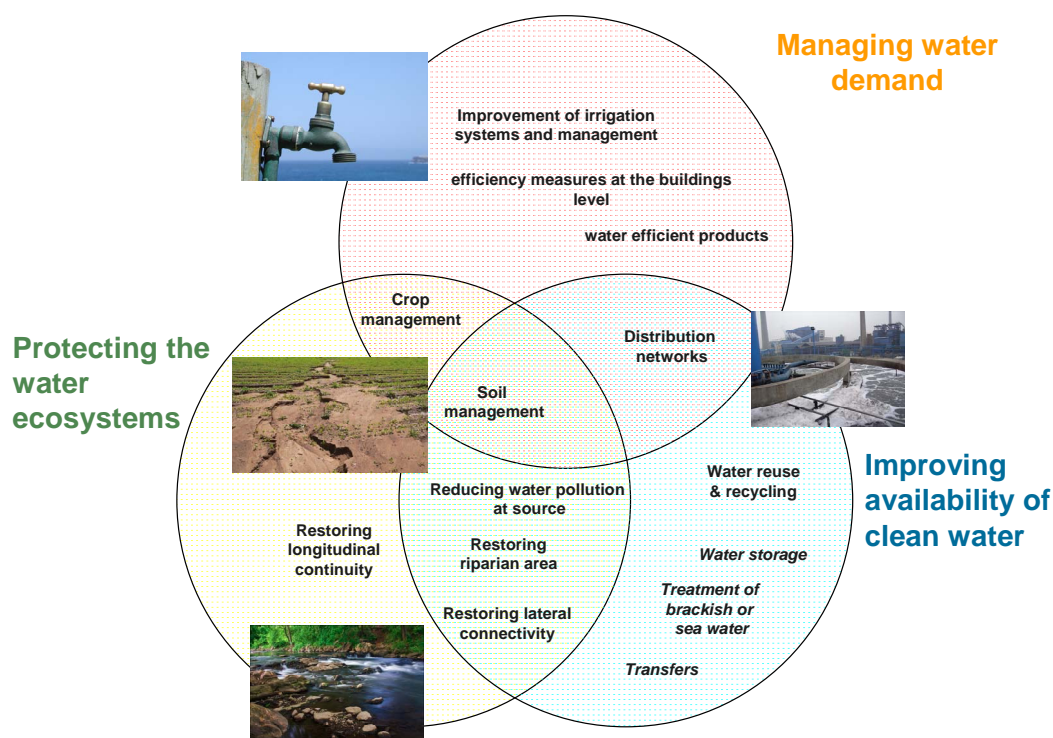 Managing water
demand
Improvement of irrigation
systems and management
efficiency measures at the buildings
level
water efficient products
Crop
management
Distribution
networks
Protecting the
water
ecosystems
Soil
management
Improving
availability of
clean water
Water reuse
& recycling
Reducing water pollution
at source
Restoring
longitudinal
continuity
Restoring
riparian area
Water storage
Treatment of
brackish or
sea water
Restoring lateral
connectivity
Transfers